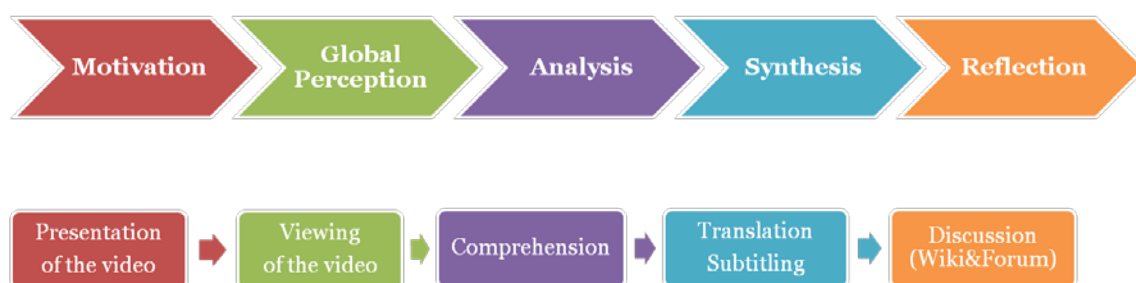 Motivation
Global
Perception
Analysis
Synthesis
Reflection
Presentation
of the video
Viewing
of the video
Comprehension
Translation
Subtitling
Discussion
(Wiki&Forum)